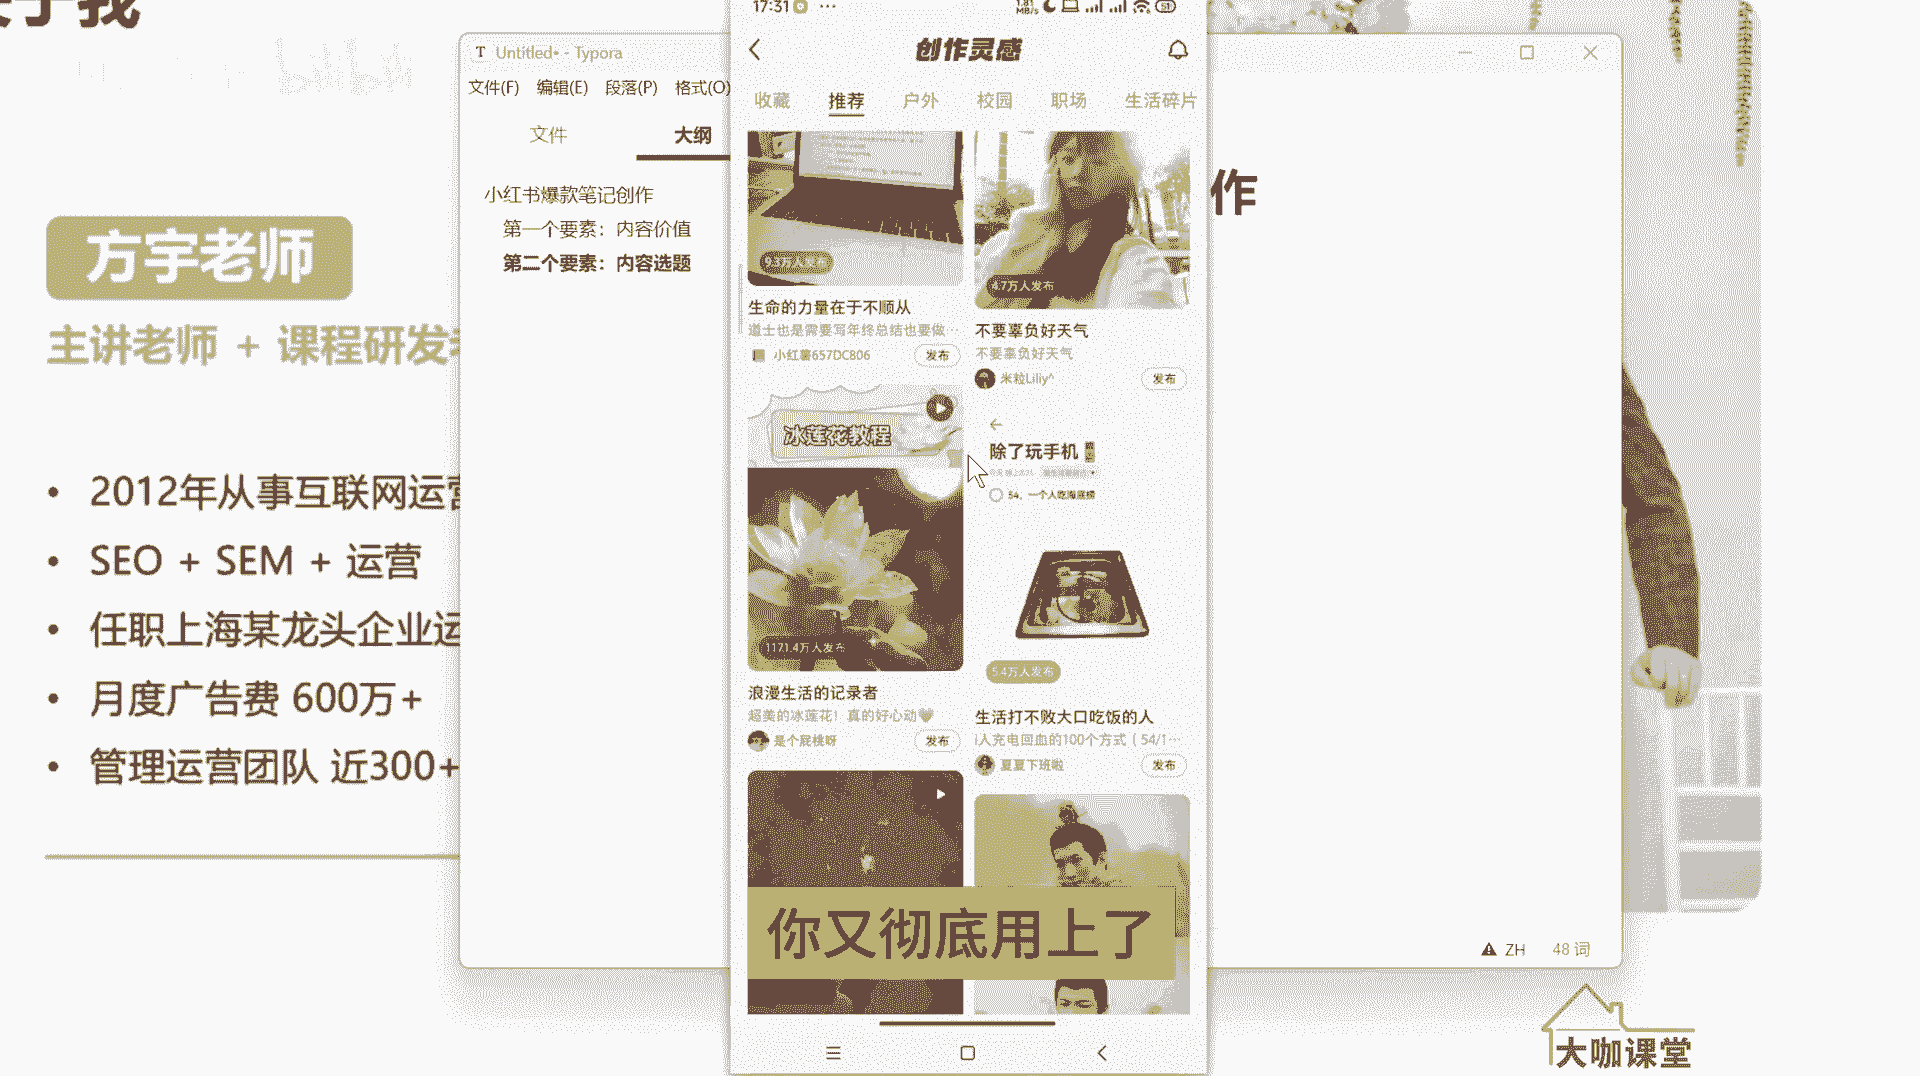 关于我
bilibili
方宇老师
主讲老师 + 课程研发老
2012年从事互联网运营
SEO + SEM + 运营
任职上海某龙头企业运
月度广告费 600万+
管理运营团队 近300+
Untitled• - Typora
文件(F) 编辑(E) 段落(P) 格式(O)
文件 大纲
小红书爆款笔记创作
第一个要素：内容价值
第二个要素：内容选题
作
17:31
创作灵感
收藏 推荐 户外 校园 职场 生活碎片
9.3万人发布
生命的力量在于不顺从
道士也是需要写年终总结也要做…
小红薯657DC806 发布
4.7万人发布
不要辜负好天气
不要辜负好天气
米粒Liliy^ 发布
冰莲花教程
1171.4万人发布
浪漫生活的记录者
超美的冰莲花！真的好心动
是个屁桃呀 发布
除了玩手机
54，一个人吃海底捞
5.4万人发布
生活打不败大口吃饭的人
i人充电回血的100个方式（54/1…
夏夏下班啦 发布
你又彻底用上了
ZH 48 词
大咖课堂